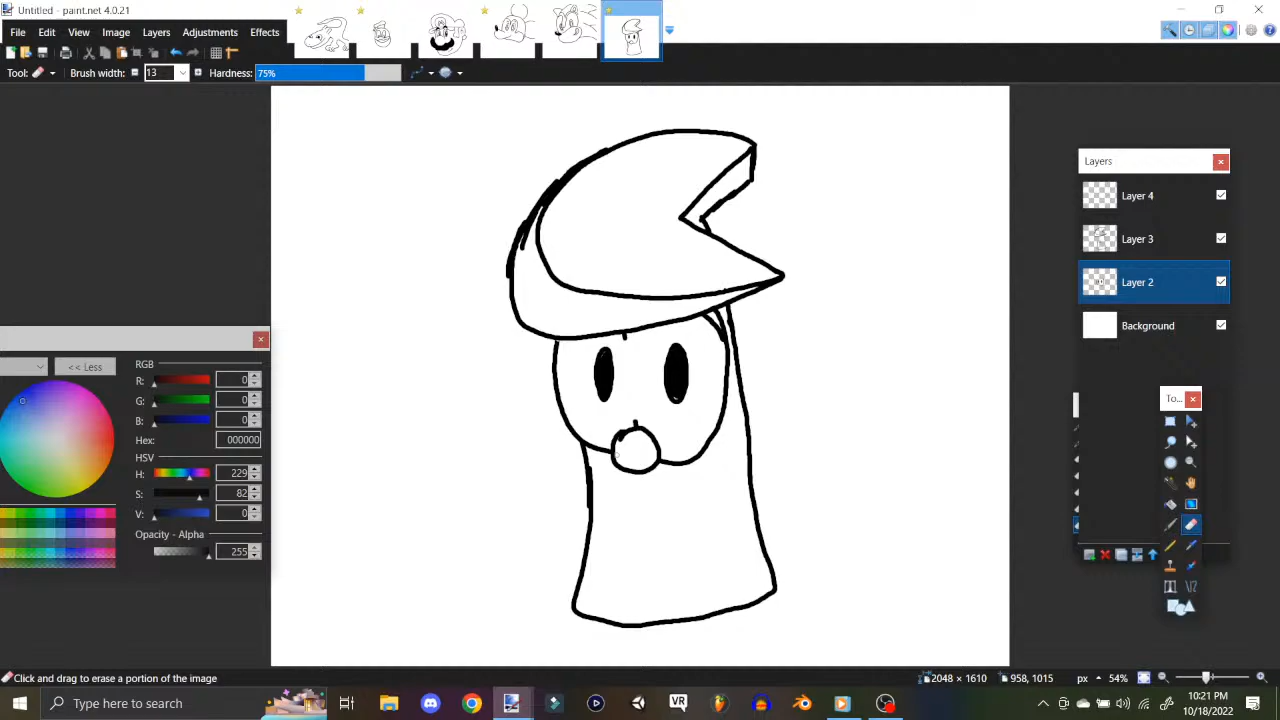 Untitled - paint.net 4.0.21
File Edit View Image Layers Adjustments Effects
Tool: Brush width: 13 Hardness: 75%
Layers
Layer 4
Layer 3
Layer 2
Background
<< Less
RGB
R: 0
G: 0
B: 0
Hex: 000000
HSV
H: 229
S: 82
V: 0
Opacity - Alpha
255
To...
Click and drag to erase a portion of the image
2048 × 1610 958, 1015 px 54%
Type here to search
VR
10:21 PM
10/18/2022